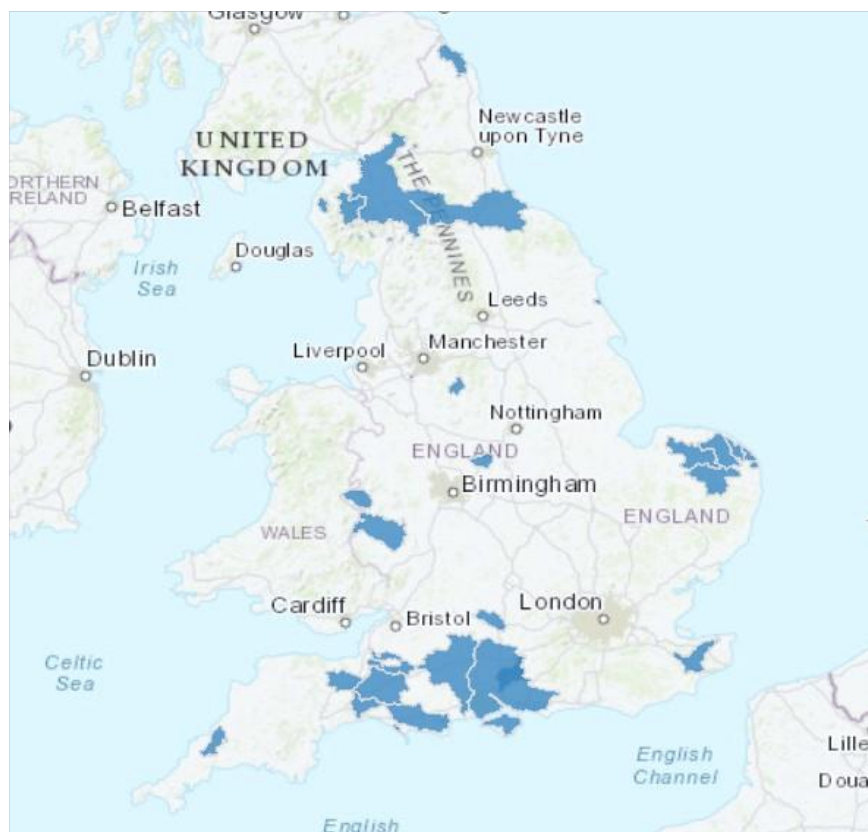 Glasgow
Newcastle
upon Tyne
UNITED
KINGDOM
THE PENNINES
ORTHERN
RELAND
Belfast
Douglas
Irish
Sea
Leeds
Manchester
Liverpool
Dublin
Nottingham
ENGLAND
Birmingham
WALES
ENGLAND
Cardiff
Bristol
London
Celtic
Sea
English
Channel
Lille
Doua
English